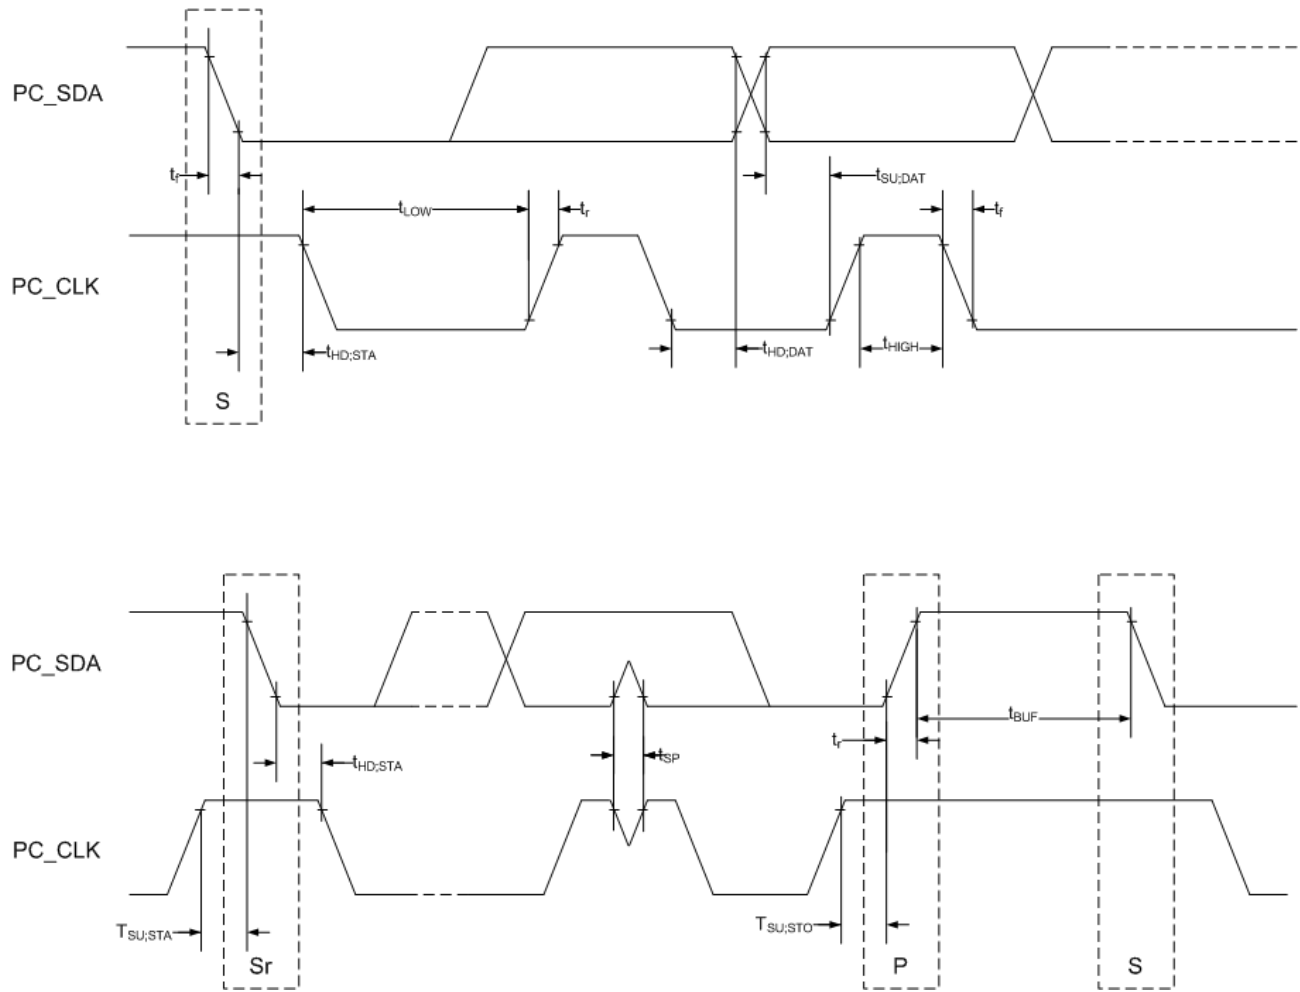 PC_SDA
tf
tSU;DAT
tLOW
tr
tf
PC_CLK
tHD;STA
tHD;DAT
tHIGH
S
PC_SDA
tBUF
tr
tHD;STA
tSP
PC_CLK
TSU;STA
TSU;STO
Sr
P
S